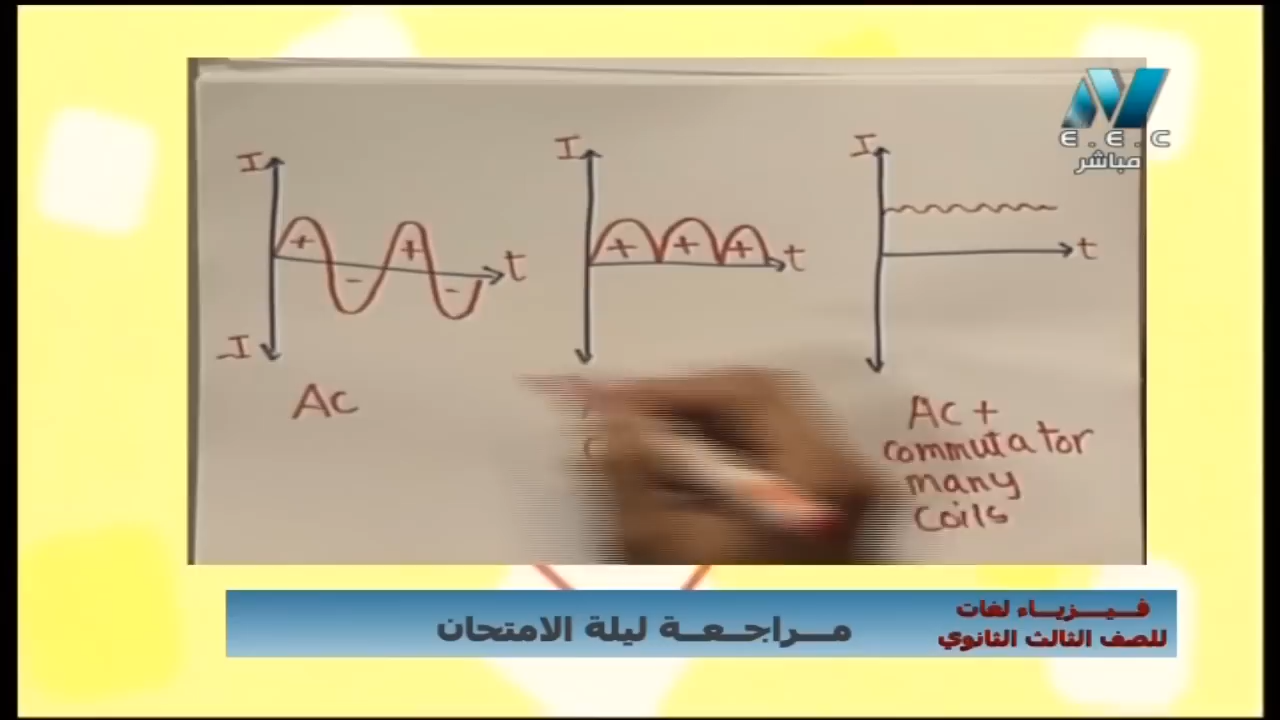 I
-I
t
+
-
+
-
AC
I
t
+
+
+
I
t
AC +
commutator
many
coils
E.E.C
مباشر
فيزياء لغات
للصف الثالث الثانوي
مراجعة ليلة الامتحان